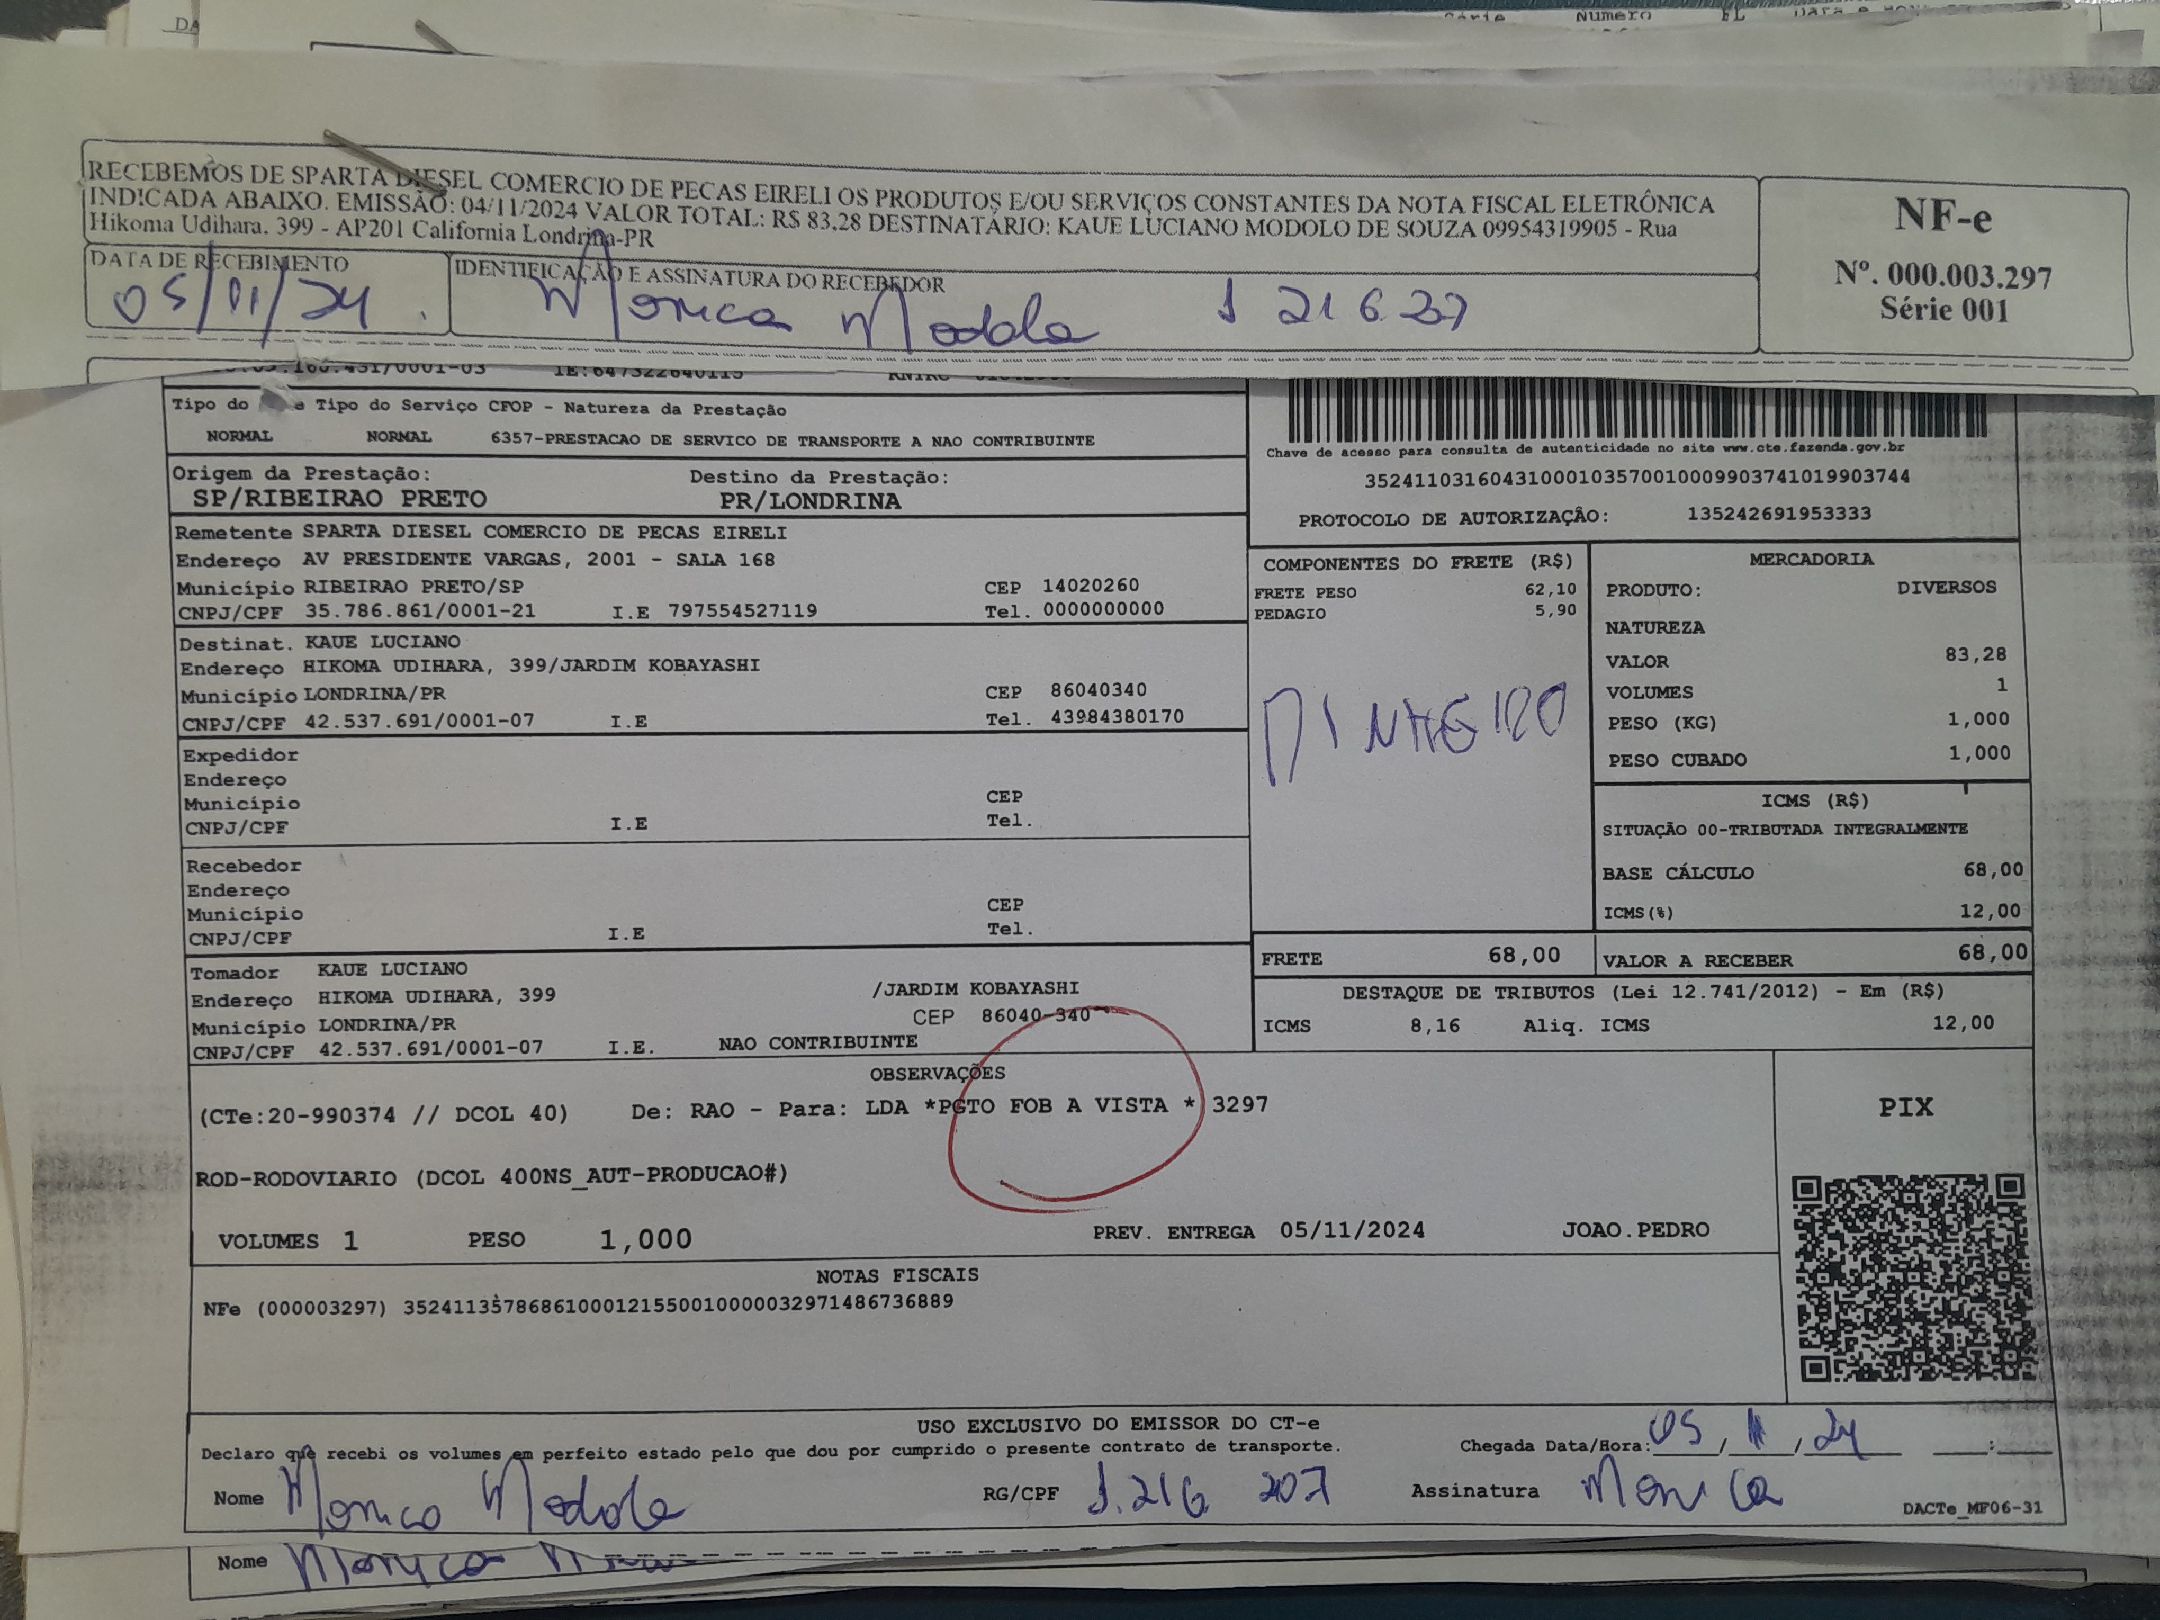 Série Numero FL
RECEBEMOS DE SPARTA DIESEL COMERCIO DE PECAS EIRELI OS PRODUTOS E/OU SERVIÇOS CONSTANTES DA NOTA FISCAL ELETRÔNICA
INDICADA ABAIXO. EMISSÃO: 04/11/2024 VALOR TOTAL: R$ 83.28 DESTINATÁRIO: KAUE LUCIANO MODOLO DE SOUZA 09954319905 - Rua
Hikoma Udihara, 399 - AP201 California Londrina-PR
NF-e
Nº. 000.003.297
Série 001
DATA DE RECEBIMENTO
05/11/24.
IDENTIFICAÇÃO E ASSINATURA DO RECEBEDOR
Monica Modolo
Tipo do Tipo do Serviço CFOP - Natureza da Prestação
NORMAL NORMAL 6357-PRESTACAO DE SERVICO DE TRANSPORTE A NAO CONTRIBUINTE
Chave de acesso para consulta de autenticidade no site www.cte.fazenda.gov.br
35241103160431000103570010009903741019903744
PROTOCOLO DE AUTORIZAÇÂO: 135242691953333
Origem da Prestação: Destino da Prestação:
SP/RIBEIRAO PRETO PR/LONDRINA
Remetente SPARTA DIESEL COMERCIO DE PECAS EIRELI
Endereço AV PRESIDENTE VARGAS, 2001 - SALA 168
Município RIBEIRAO PRETO/SP CEP 14020260
CNPJ/CPF 35.786.861/0001-21 I.E 797554527119 Tel. 0000000000
Destinat. KAUE LUCIANO
Endereço HIKOMA UDIHARA, 399/JARDIM KOBAYASHI
Município LONDRINA/PR CEP 86040340
CNPJ/CPF 42.537.691/0001-07 I.E Tel. 43984380170
Expedidor
Endereço
Município CEP
CNPJ/CPF I.E Tel.
Recebedor
Endereço
Município CEP
CNPJ/CPF I.E Tel.
Tomador KAUE LUCIANO
Endereço HIKOMA UDIHARA, 399 /JARDIM KOBAYASHI
Município LONDRINA/PR CEP 86040-340
CNPJ/CPF 42.537.691/0001-07 I.E. NAO CONTRIBUINTE
COMPONENTES DO FRETE (R$)
FRETE PESO 62,10
PEDAGIO 5,90
DINHEIRO
FRETE 68,00
MERCADORIA
PRODUTO: DIVERSOS
NATUREZA
VALOR 83,28
VOLUMES 1
PESO (KG) 1,000
PESO CUBADO 1,000
ICMS (R$)
SITUAÇÃO 00-TRIBUTADA INTEGRALMENTE
BASE CÁLCULO 68,00
ICMS(%) 12,00
VALOR A RECEBER 68,00
DESTAQUE DE TRIBUTOS (Lei 12.741/2012) - Em (R$)
ICMS 8,16 Aliq. ICMS 12,00
OBSERVAÇÕES
(CTe:20-990374 // DCOL 40) De: RAO - Para: LDA *PGTO FOB A VISTA * 3297
ROD-RODOVIARIO (DCOL 400NS_AUT-PRODUCAO#)
PIX
VOLUMES 1 PESO 1,000 PREV. ENTREGA 05/11/2024 JOAO.PEDRO
NOTAS FISCAIS
NFe (000003297) 35241135786861000121550010000032971486736889
USO EXCLUSIVO DO EMISSOR DO CT-e
Declaro que recebi os volumes em perfeito estado pelo que dou por cumprido o presente contrato de transporte. Chegada Data/Hora: 05/11/24 :
Nome Monica Modolo RG/CPF Assinatura Monica
DACTe_MF06-31
Nome Monica